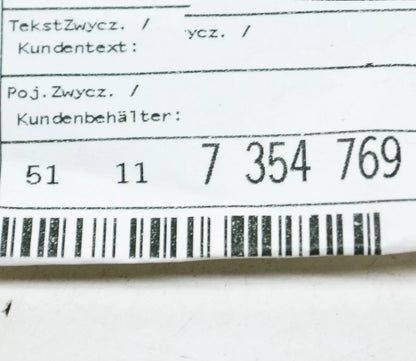 TekstZwycz. / ycz. /
Kundentext:
Poj.Zwycz. /
Kundenbehälter:
51 11 7 354 769